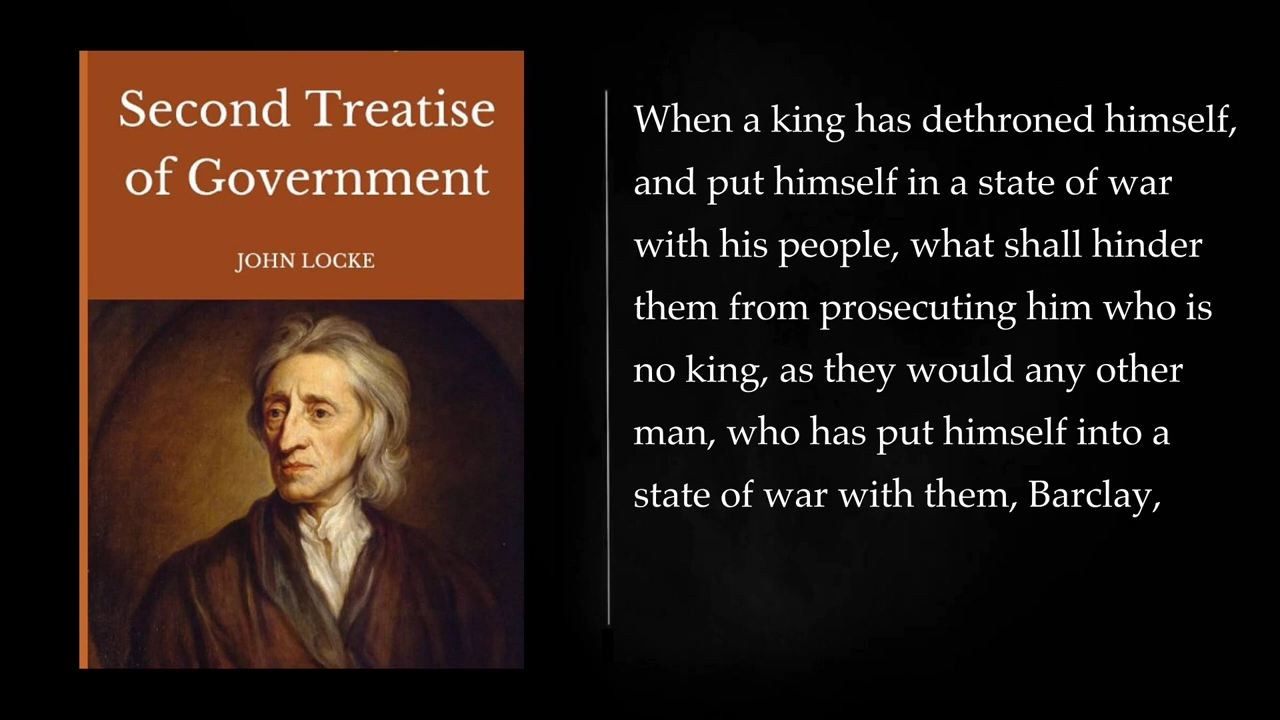 Second Treatise
of Government
JOHN LOCKE
When a king has dethroned himself,
and put himself in a state of war
with his people, what shall hinder
them from prosecuting him who is
no king, as they would any other
man, who has put himself into a
state of war with them, Barclay,